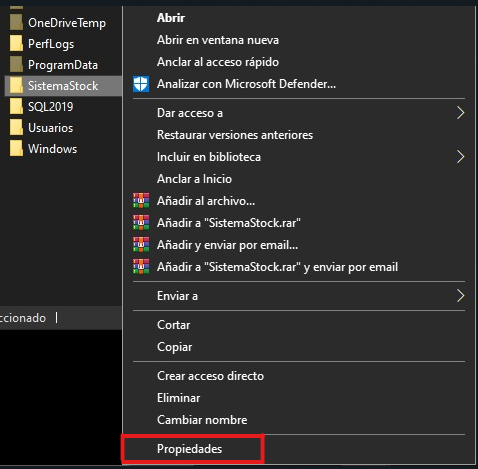 OneDriveTemp
PerfLogs
ProgramData
SistemaStock
SQL2019
Usuarios
Windows
ccionado
Abrir
Abrir en ventana nueva
Anclar al acceso rápido
Analizar con Microsoft Defender...
Dar acceso a
Restaurar versiones anteriores
Incluir en biblioteca
Anclar a Inicio
Añadir al archivo...
Añadir a "SistemaStock.rar"
Añadir y enviar por email...
Añadir a "SistemaStock.rar" y enviar por email
Enviar a
Cortar
Copiar
Crear acceso directo
Eliminar
Cambiar nombre
Propiedades